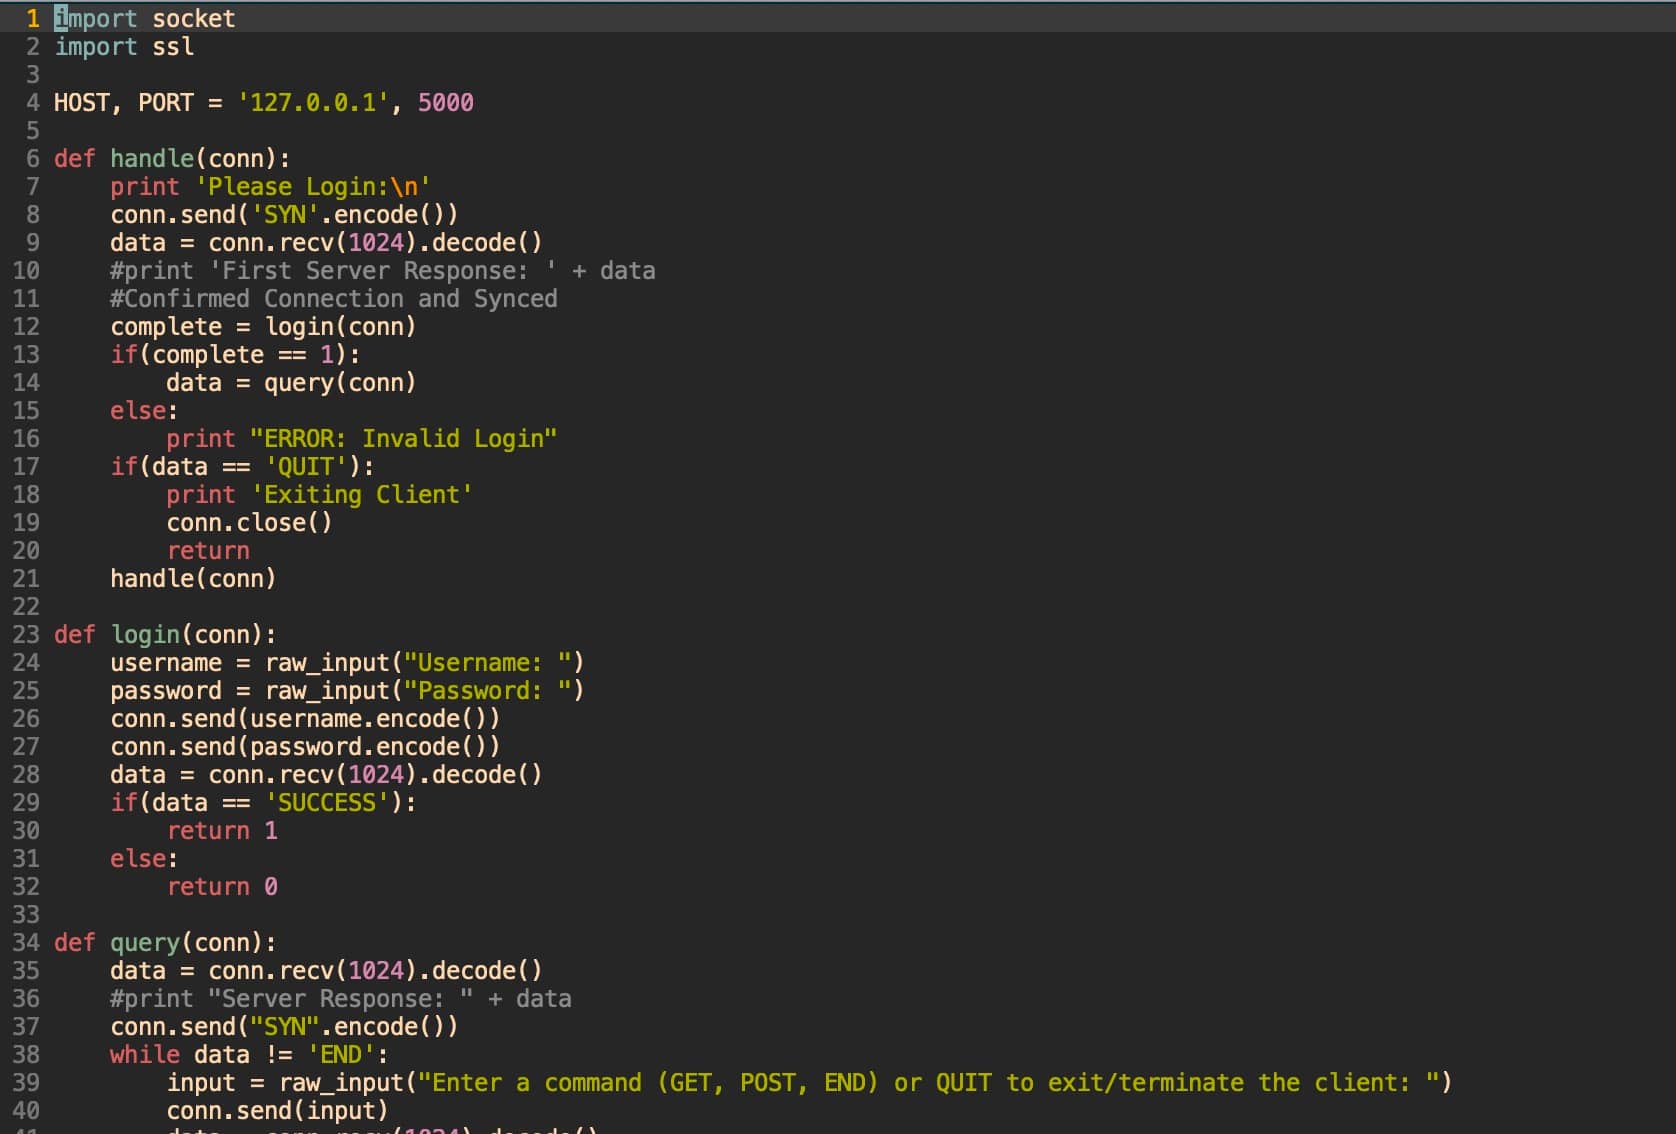 1 import socket
2 import ssl
3
4 HOST, PORT = '127.0.0.1', 5000
5
6 def handle(conn):
7     print 'Please Login:\n'
8     conn.send('SYN'.encode())
9     data = conn.recv(1024).decode()
10     #print 'First Server Response: ' + data
11     #Confirmed Connection and Synced
12     complete = login(conn)
13     if(complete == 1):
14         data = query(conn)
15     else:
16         print "ERROR: Invalid Login"
17     if(data == 'QUIT'):
18         print 'Exiting Client'
19         conn.close()
20         return
21     handle(conn)
22
23 def login(conn):
24     username = raw_input("Username: ")
25     password = raw_input("Password: ")
26     conn.send(username.encode())
27     conn.send(password.encode())
28     data = conn.recv(1024).decode()
29     if(data == 'SUCCESS'):
30         return 1
31     else:
32         return 0
33
34 def query(conn):
35     data = conn.recv(1024).decode()
36     #print "Server Response: " + data
37     conn.send("SYN".encode())
38     while data != 'END':
39         input = raw_input("Enter a command (GET, POST, END) or QUIT to exit/terminate the client: ")
40         conn.send(input)
41         data = conn.recv(1024).decode()